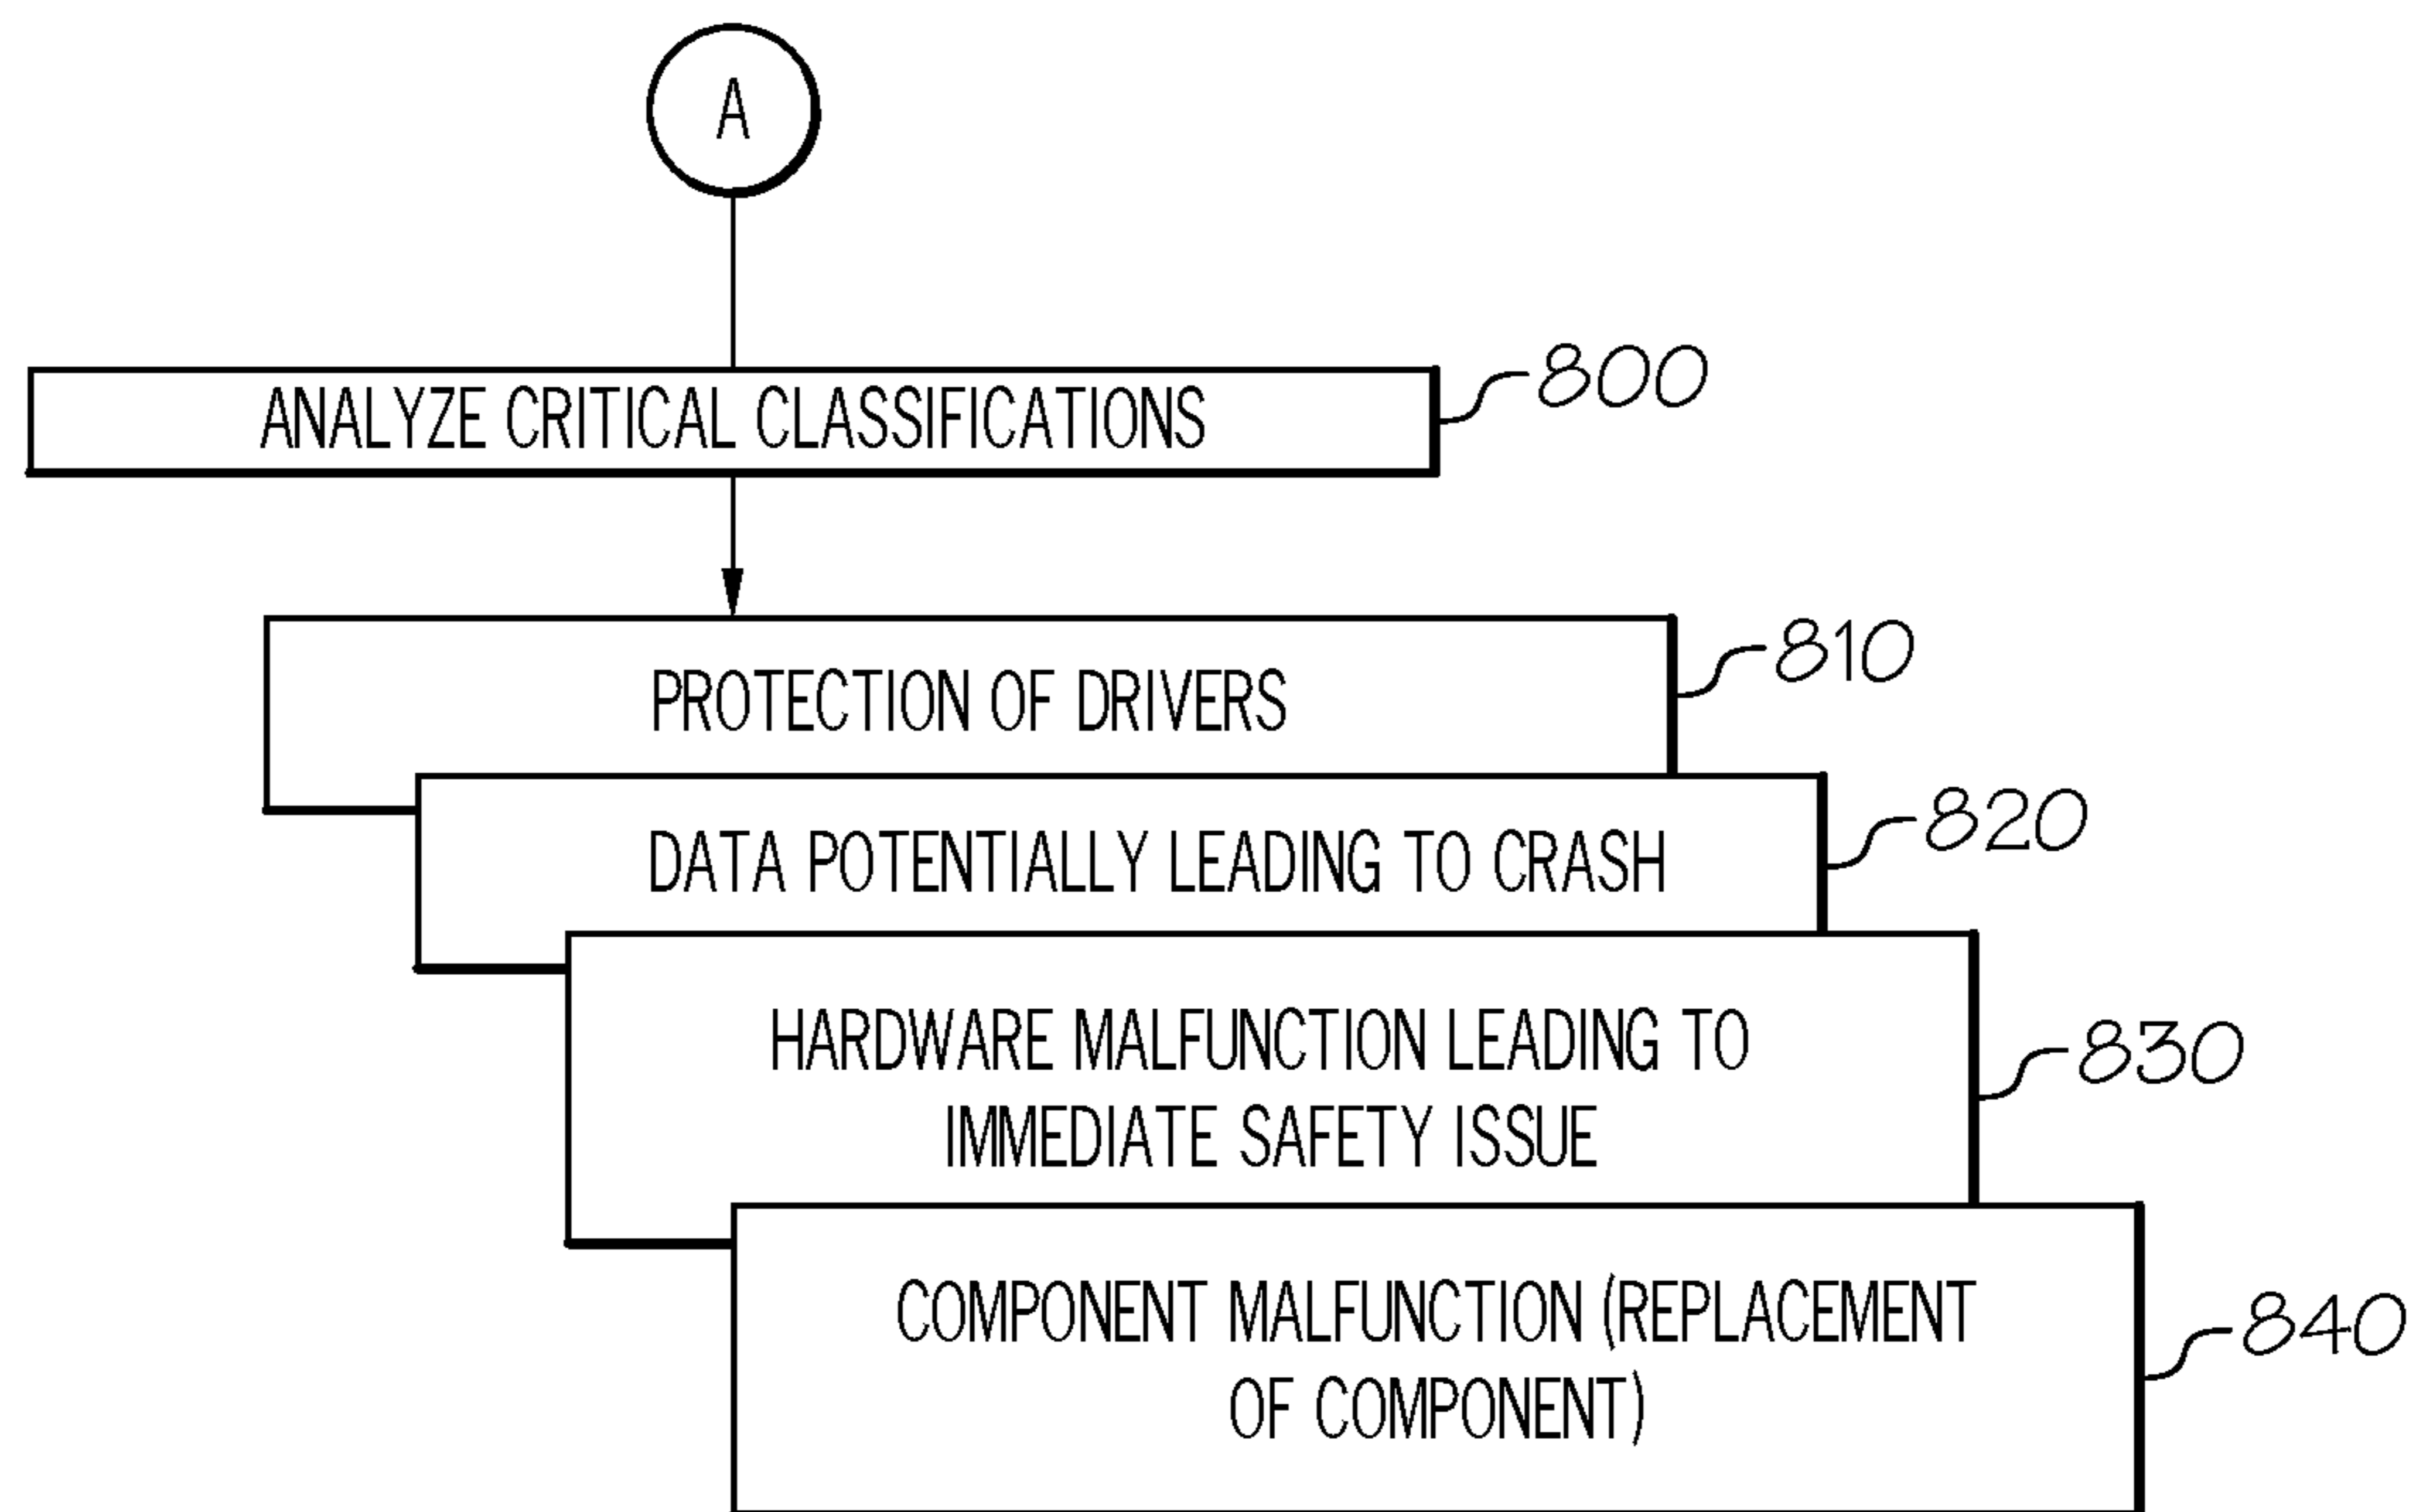 A
ANALYZE CRITICAL CLASSIFICATIONS
800
PROTECTION OF DRIVERS
810
DATA POTENTIALLY LEADING TO CRASH
820
HARDWARE MALFUNCTION LEADING TO
IMMEDIATE SAFETY ISSUE
830
COMPONENT MALFUNCTION (REPLACEMENT
OF COMPONENT)
840